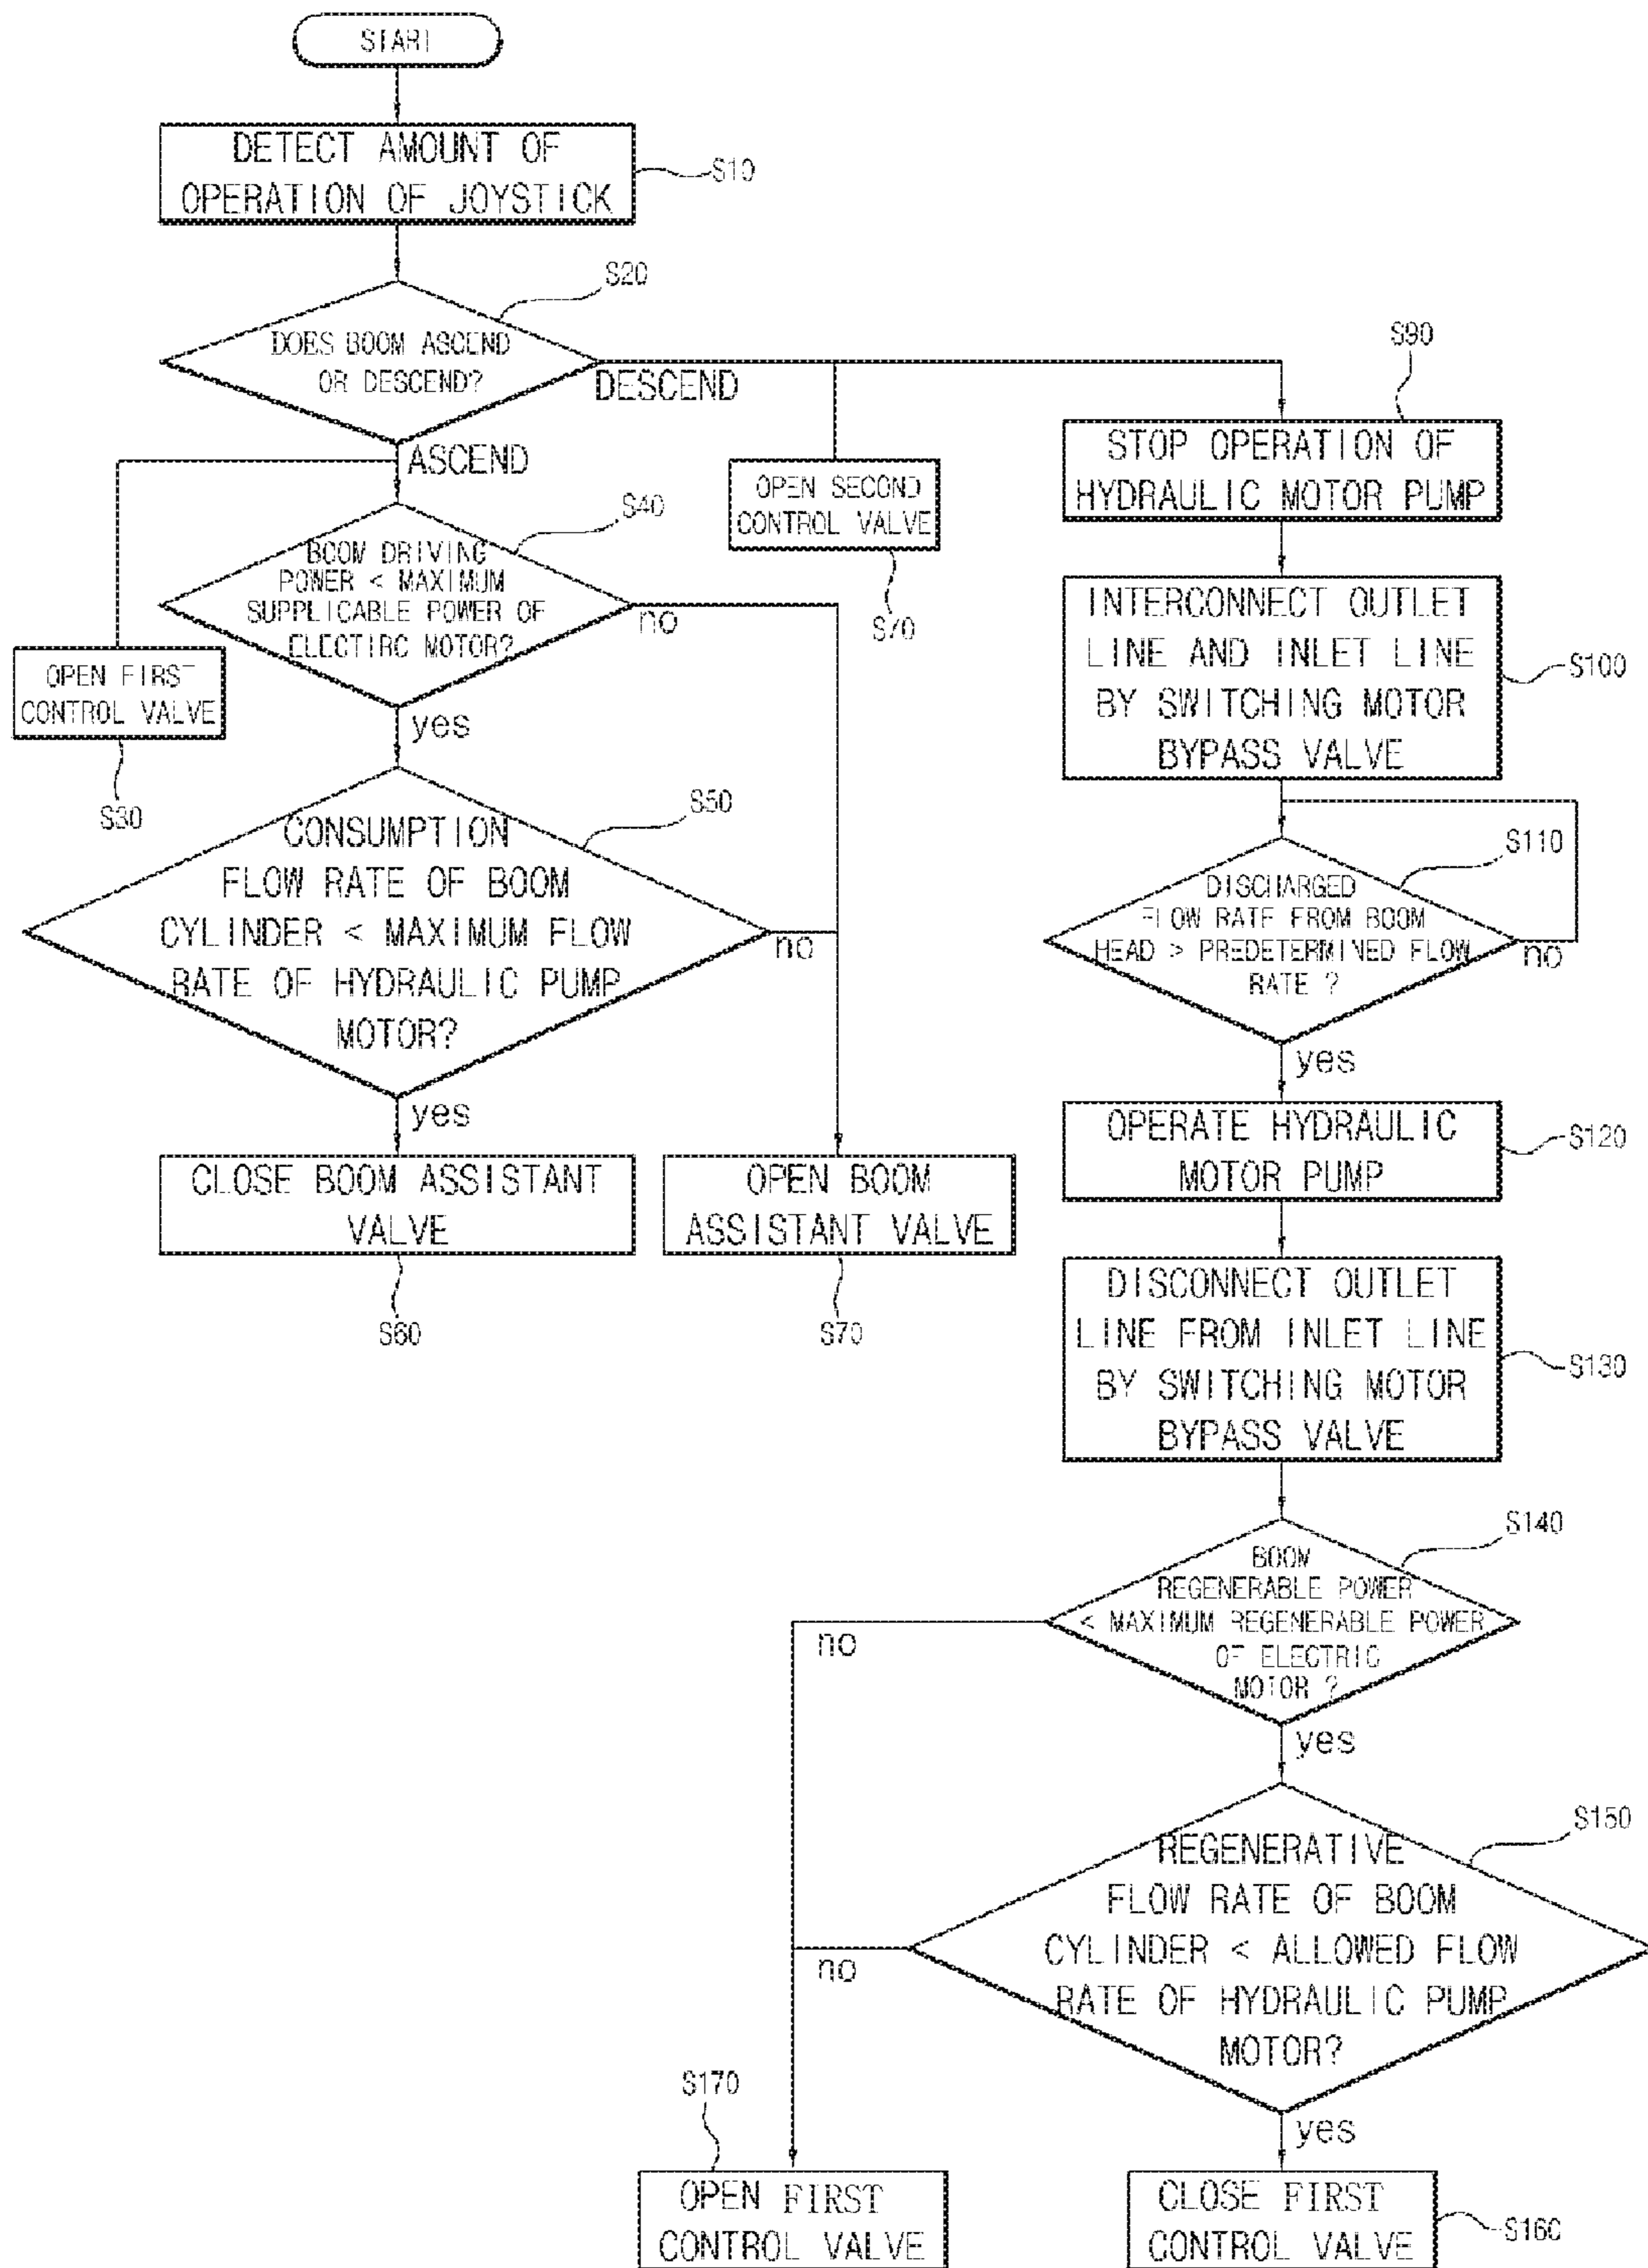 START
DETECT AMOUNT OF
OPERATION OF JOYSTICK
S10
S20
DOES BOOM ASCEND
OR DESCEND?
DESCEND
ASCEND
S40
BOOM DRIVING
POWER < MAXIMUM
SUPPLICABLE POWER OF
ELECTIRC MOTOR?
no
yes
OPEN FIRST
CONTROL VALVE
S30
OPEN SECOND
CONTROL VALVE
S70
S50
CONSUMPTION
FLOW RATE OF BOOM
CYLINDER < MAXIMUM FLOW
RATE OF HYDRAULIC PUMP
MOTOR?
no
yes
CLOSE BOOM ASSISTANT
VALVE
S60
OPEN BOOM
ASSISTANT VALVE
S70
S90
STOP OPERATION OF
HYDRAULIC MOTOR PUMP
INTERCONNECT OUTLET
LINE AND INLET LINE
BY SWITCHING MOTOR
BYPASS VALVE
S100
S110
DISCHARGED
FLOW RATE FROM BOOM
HEAD > PREDETERMINED FLOW
RATE ?
no
yes
OPERATE HYDRAULIC
MOTOR PUMP
S120
DISCONNECT OUTLET
LINE FROM INLET LINE
BY SWITCHING MOTOR
BYPASS VALVE
S130
S140
BOOM
REGENERABLE POWER
< MAXIMUM REGENERABLE POWER
OF ELECTRIC
MOTOR ?
no
yes
S150
REGENERATIVE
FLOW RATE OF BOOM
CYLINDER < ALLOWED FLOW
RATE OF HYDRAULIC PUMP
MOTOR?
no
yes
S170
OPEN FIRST
CONTROL VALVE
CLOSE FIRST
CONTROL VALVE
S160